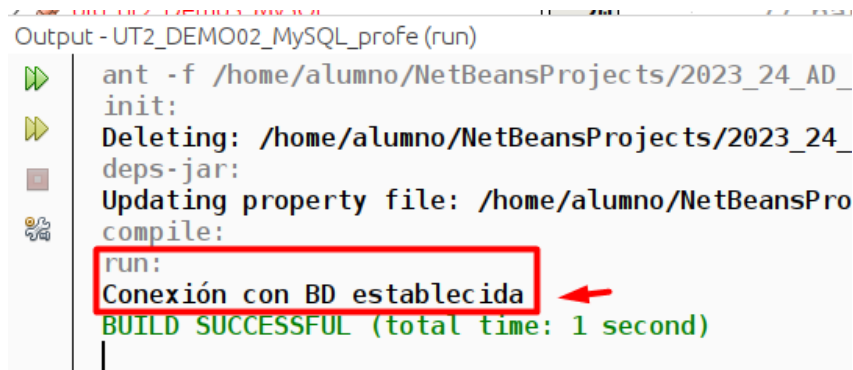 Output - UT2_DEMO02_MySQL_profe (run)
ant -f /home/alumno/NetBeansProjects/2023_24_AD_
init:
Deleting: /home/alumno/NetBeansProjects/2023_24_
deps-jar:
Updating property file: /home/alumno/NetBeansPro
compile:
run:
Conexión con BD establecida
BUILD SUCCESSFUL (total time: 1 second)